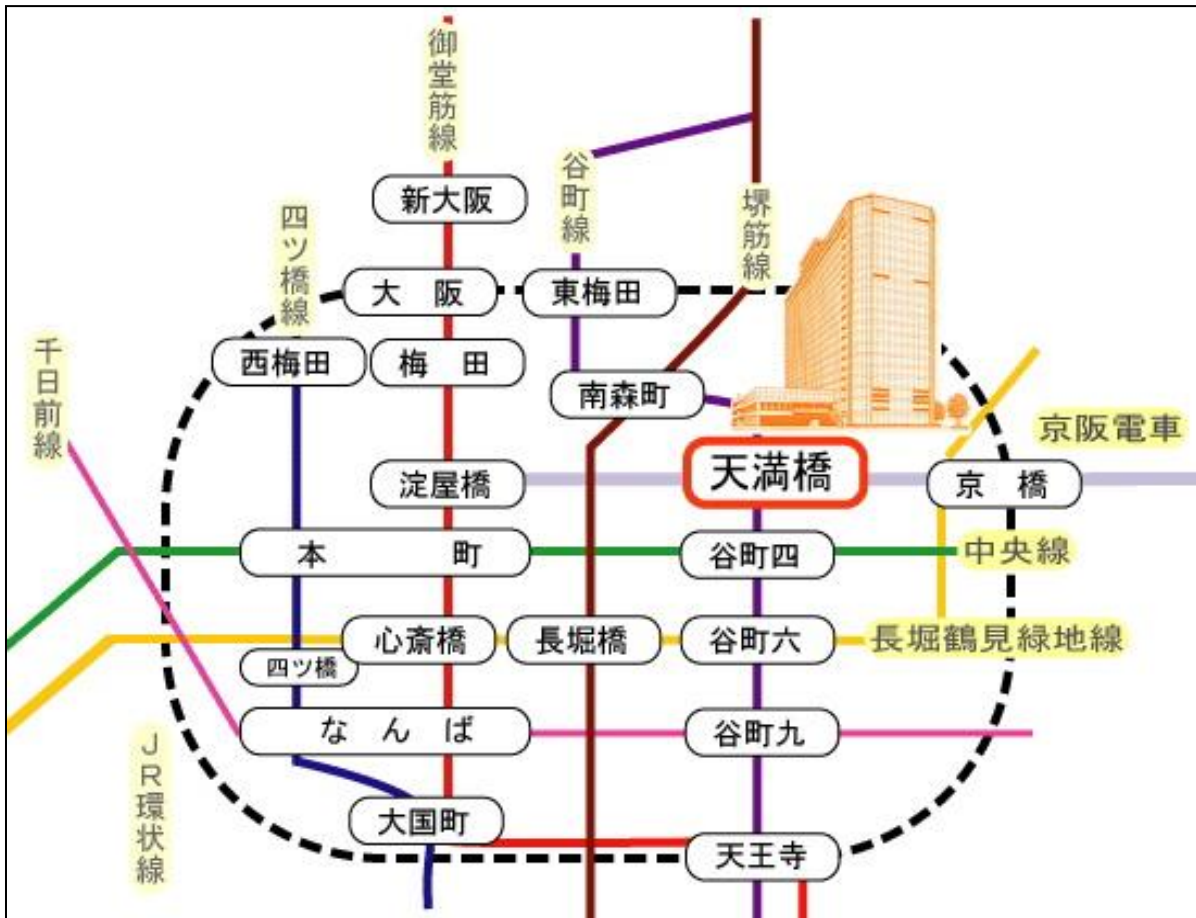 御堂筋線
谷町線
堺筋線
新大阪
四ツ橋線
大阪
東梅田
千日前線
西梅田
梅田
南森町
京阪電車
淀屋橋
天満橋
京橋
本町
谷町四
中央線
心斎橋
長堀橋
谷町六
長堀鶴見緑地線
四ツ橋
なんば
谷町九
JR環状線
大国町
天王寺